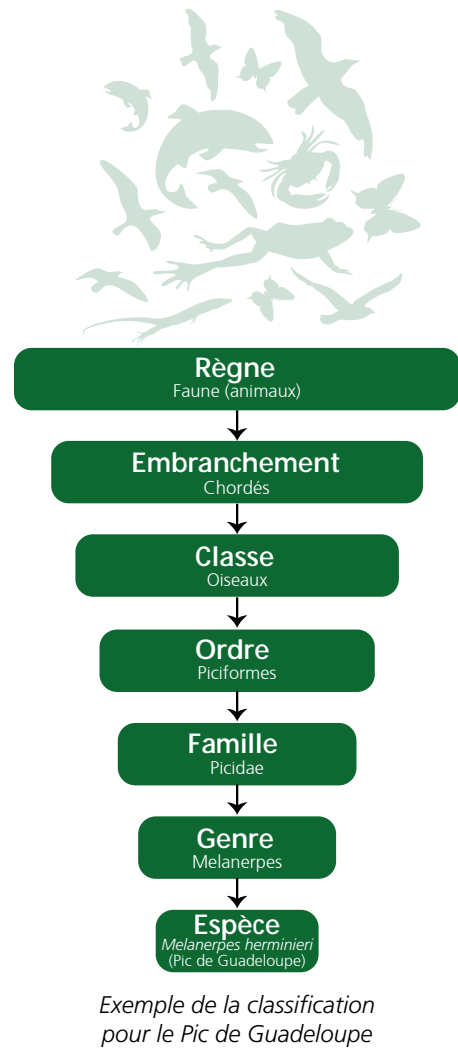 Règne
Faune (animaux)
Embranchement
Chordés
Classe
Oiseaux
Ordre
Piciformes
Famille
Picidae
Genre
Melanerpes
Espèce
Melanerpes herminieri
(Pic de Guadeloupe)
Exemple de la classification
pour le Pic de Guadeloupe